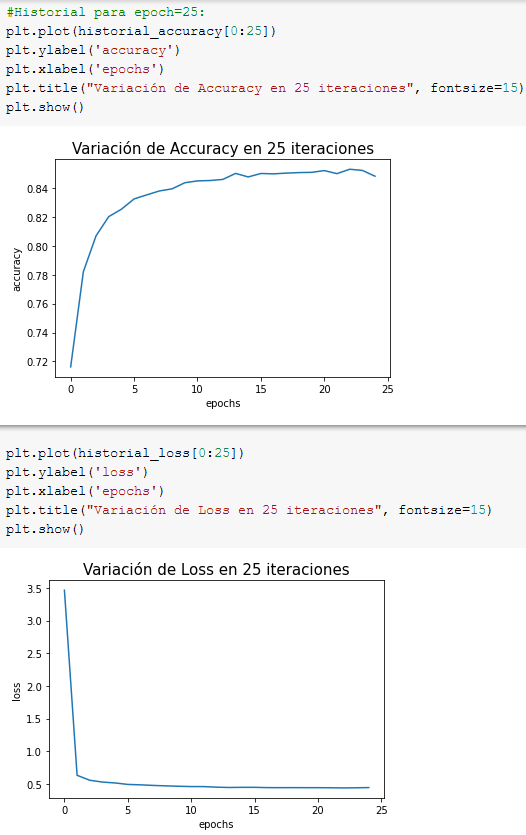 #Historial para epoch=25:
plt.plot(historial_accuracy[0:25])
plt.ylabel('accuracy')
plt.xlabel('epochs')
plt.title("Variación de Accuracy en 25 iteraciones", fontsize=15)
plt.show()
Variación de Accuracy en 25 iteraciones
accuracy
0.84
0.82
0.80
0.78
0.76
0.74
0.72
0 5 10 15 20 25
epochs
plt.plot(historial_loss[0:25])
plt.ylabel('loss')
plt.xlabel('epochs')
plt.title("Variación de Loss en 25 iteraciones", fontsize=15)
plt.show()
Variación de Loss en 25 iteraciones
loss
3.5
3.0
2.5
2.0
1.5
1.0
0.5
0 5 10 15 20 25
epochs